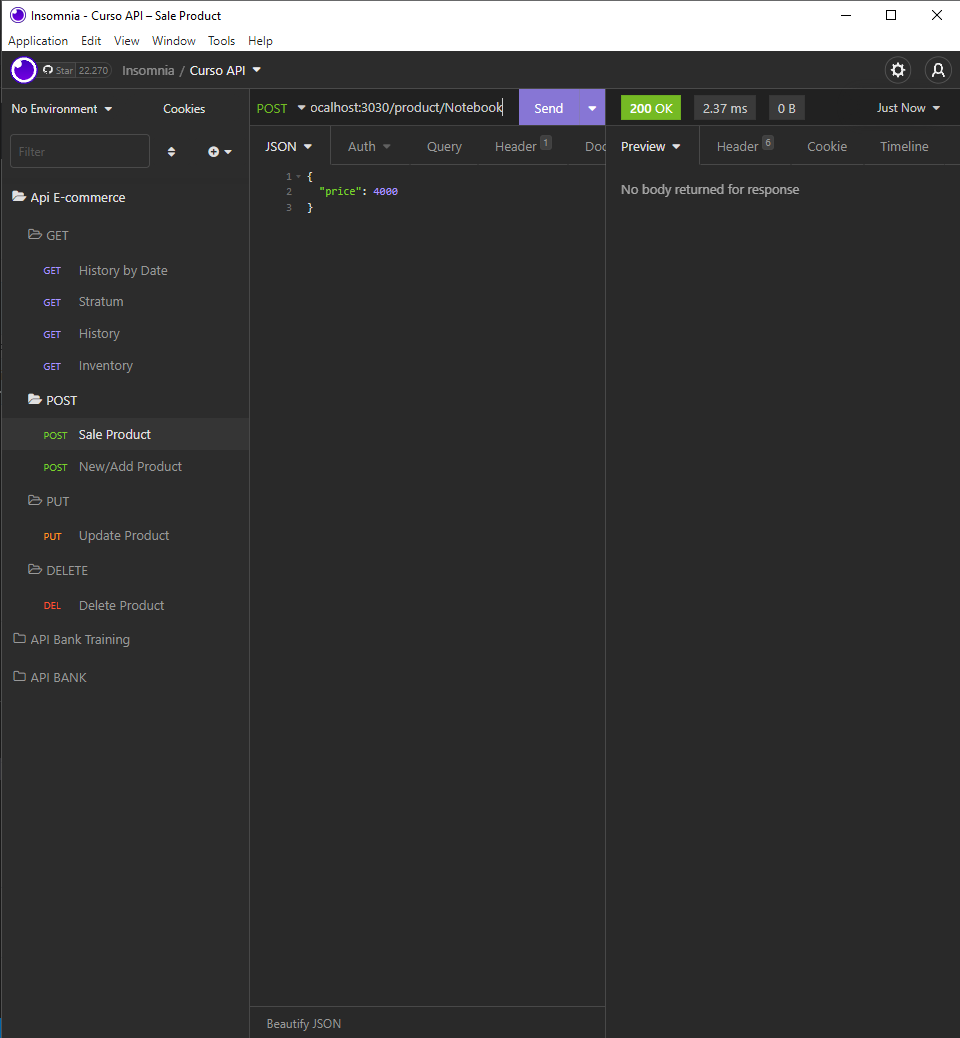 Insomnia - Curso API – Sale Product
Application Edit View Window Tools Help
Star 22.270 Insomnia / Curso API
No Environment Cookies
Filter
Api E-commerce
GET
GET History by Date
GET Stratum
GET History
GET Inventory
POST
POST Sale Product
POST New/Add Product
PUT
PUT Update Product
DELETE
DEL Delete Product
API Bank Training
API BANK
POST ocalhost:3030/product/Notebook Send
JSON Auth Query Header 1 Doc
1 {
2 "price": 4000
3 }
Beautify JSON
200 OK 2.37 ms 0 B Just Now
Preview Header 6 Cookie Timeline
No body returned for response